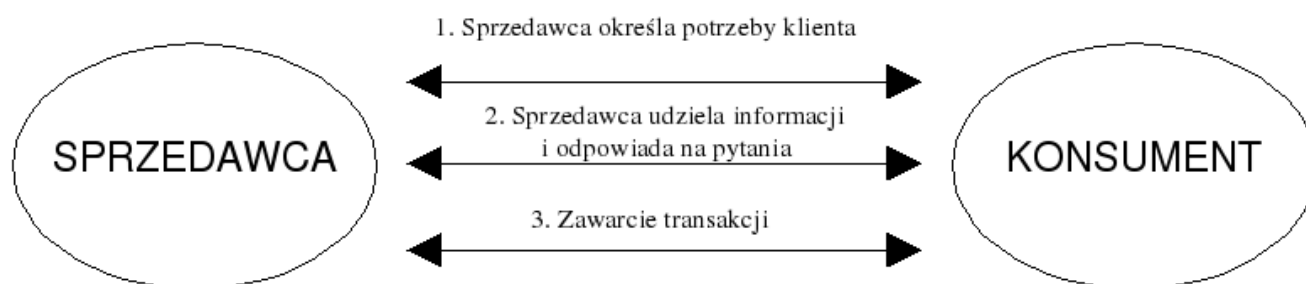 1. Sprzedawca określa potrzeby klienta
2. Sprzedawca udziela informacji
i odpowiada na pytania
SPRZEDAWCA
KONSUMENT
3. Zawarcie transakcji